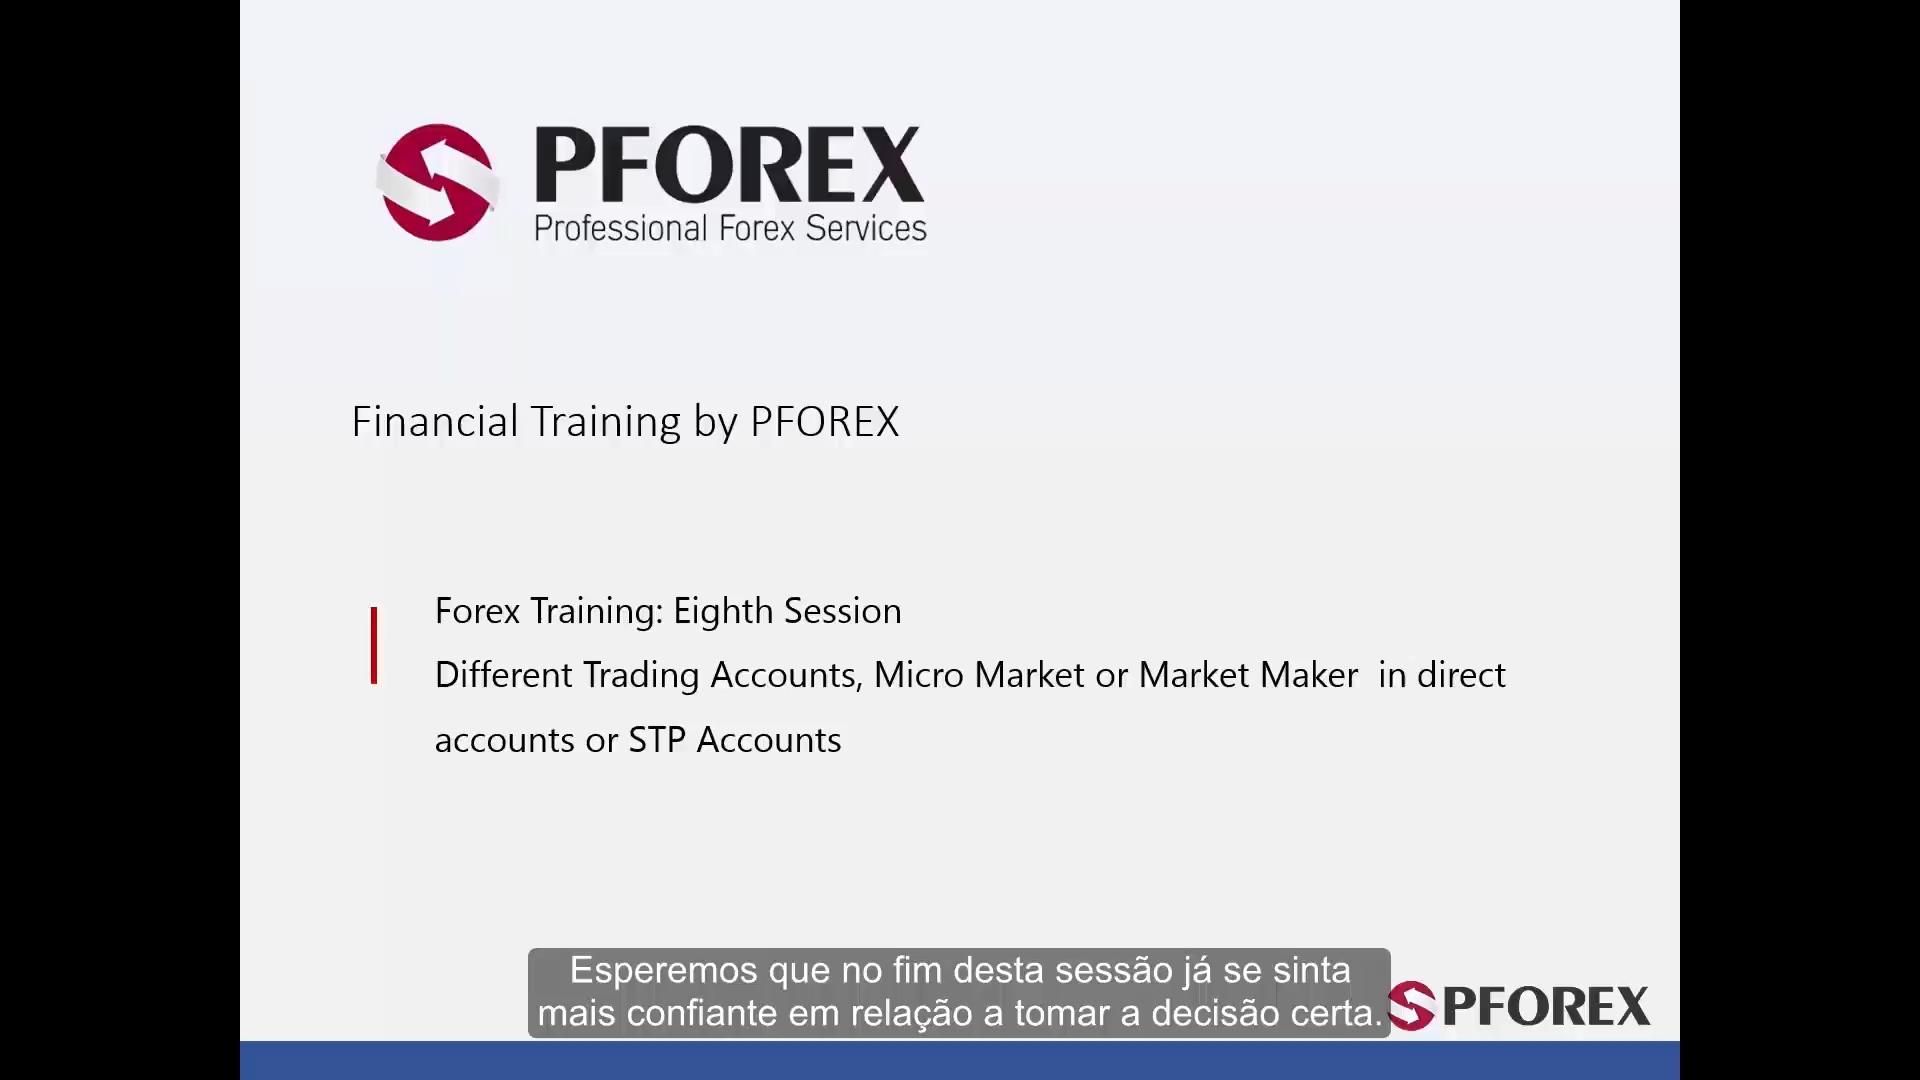 PFOREX
Professional Forex Services
Financial Training by PFOREX
Forex Training: Eighth Session
Different Trading Accounts, Micro Market or Market Maker in direct
accounts or STP Accounts
Esperemos que no fim desta sessão já se sinta
mais confiante em relação a tomar a decisão certa.
PFOREX